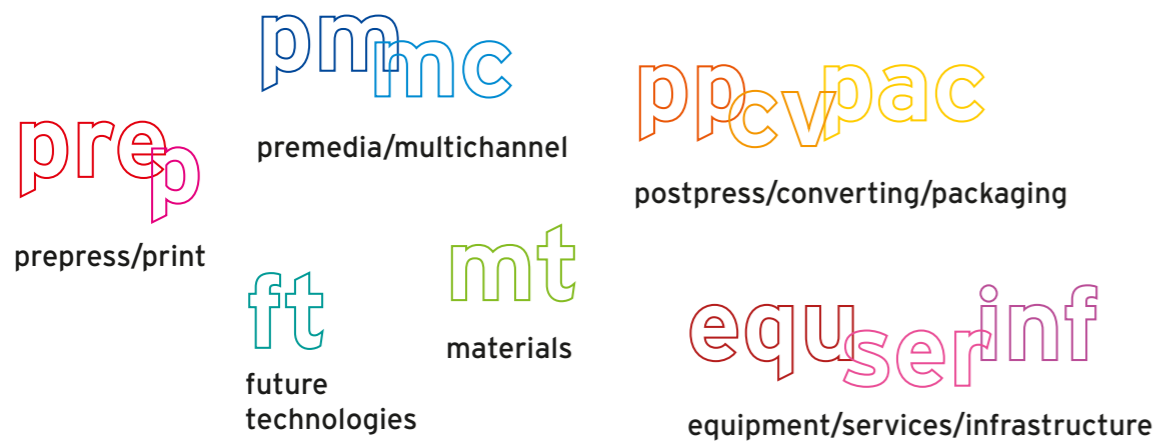 pre
p
prepress/print
pm
mc
premedia/multichannel
pp
cv
pac
postpress/converting/packaging
ft
future
technologies
mt
materials
equ
ser
inf
equipment/services/infrastructure